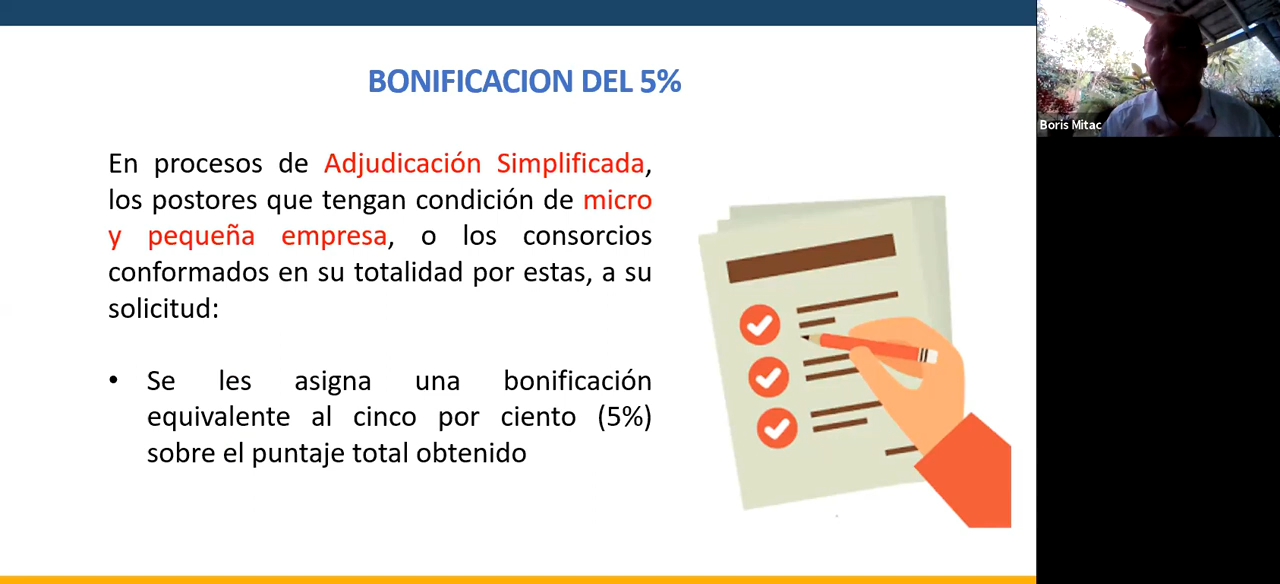 BONIFICACION DEL 5%
En procesos de Adjudicación Simplificada,
los postores que tengan condición de micro
y pequeña empresa, o los consorcios
conformados en su totalidad por estas, a su
solicitud:
• Se les asigna una bonificación
equivalente al cinco por ciento (5%)
sobre el puntaje total obtenido
Boris Mitac